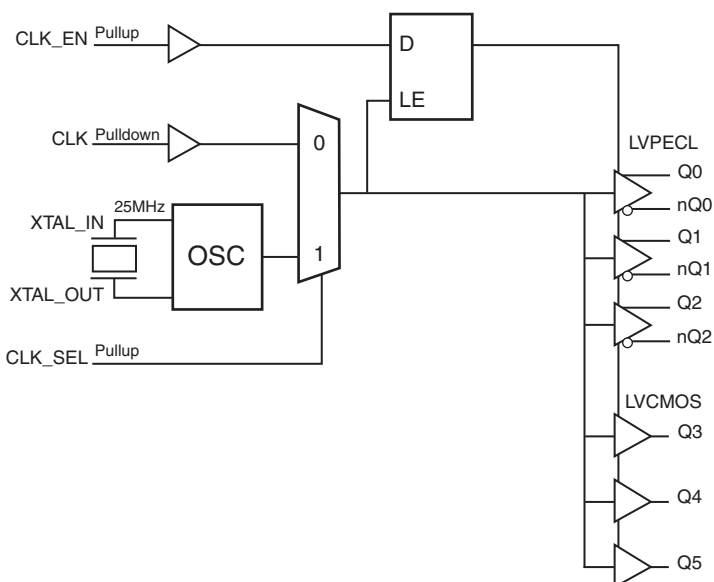 CLK_EN Pullup
D
LE
CLK Pulldown
0
LVPECL
Q0
nQ0
25MHz
XTAL_IN
OSC
1
Q1
nQ1
XTAL_OUT
Q2
nQ2
CLK_SEL Pullup
LVCMOS
Q3
Q4
Q5